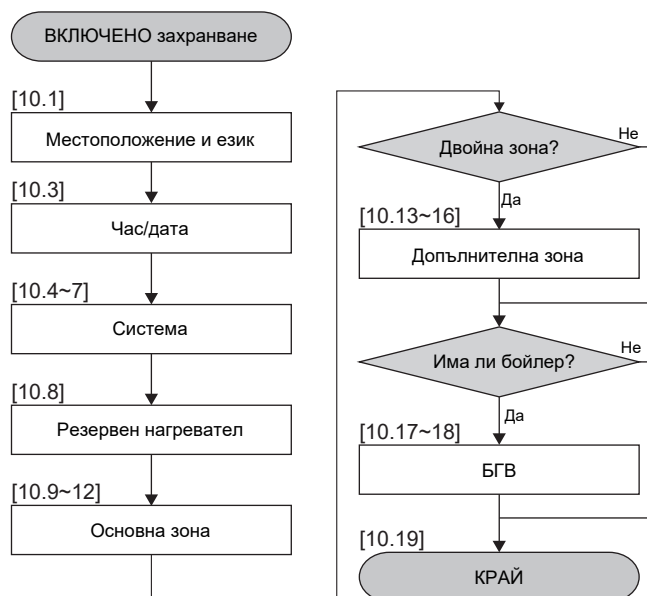 ВКЛЮЧЕНО захранване
[10.1]
Местоположение и език
[10.3]
Час/дата
[10.4~7]
Система
[10.8]
Резервен нагревател
[10.9~12]
Основна зона
Двойна зона?
Не
Да
[10.13~16]
Допълнителна зона
Има ли бойлер?
Не
Да
[10.17~18]
БГВ
[10.19]
КРАЙ